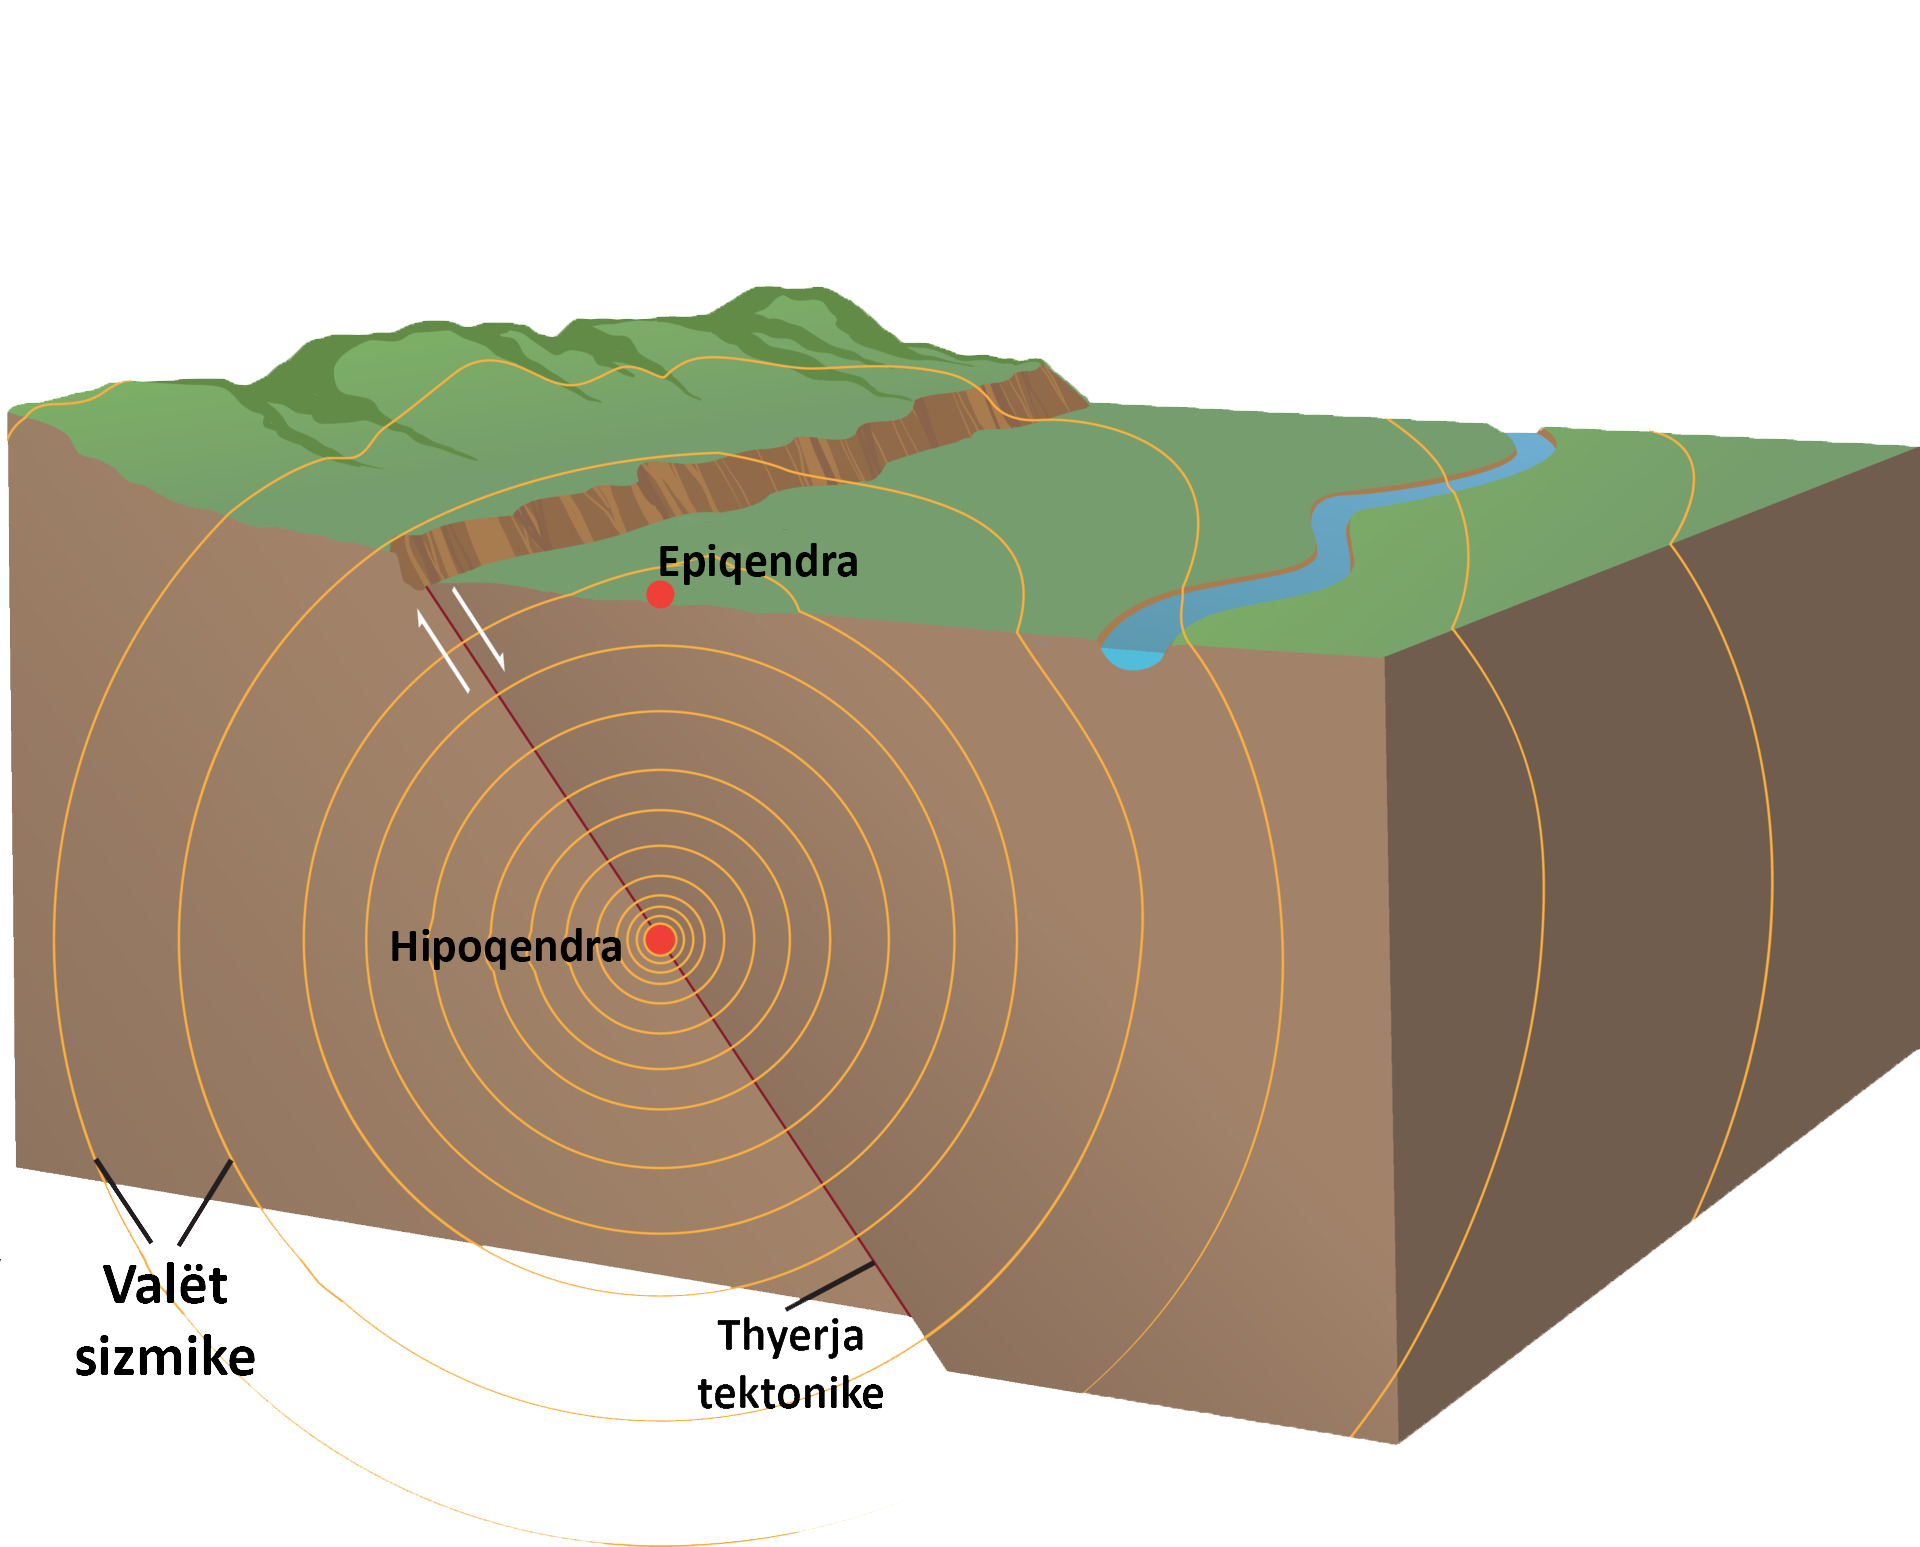 Epiqendra
Hipoqendra
Valët
sizmike
Thyerja
tektonike